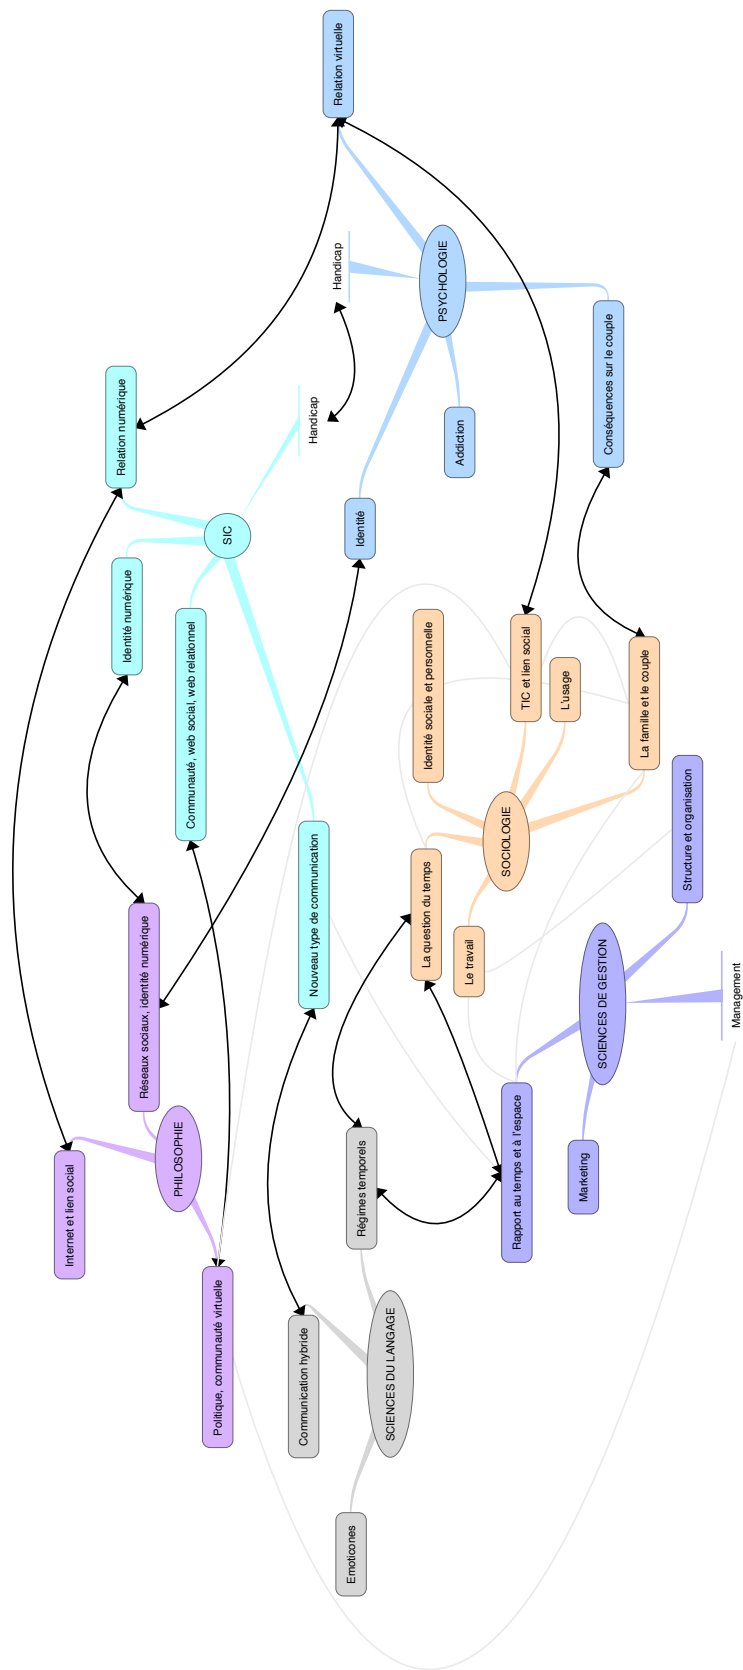 Relation virtuelle
Handicap
PSYCHOLOGIE
Conséquences sur le couple
Addiction
Identité
Relation numérique
Handicap
SIC
Identité numérique
Communauté, web social, web relationnel
Nouveau type de communication
Identité sociale et personnelle
TIC et lien social
L'usage
La famille et le couple
SOCIOLOGIE
La question du temps
Le travail
Structure et organisation
SCIENCES DE GESTION
Management
Rapport au temps et à l'espace
Marketing
Réseaux sociaux, identité numérique
PHILOSOPHIE
Internet et lien social
Politique, communauté virtuelle
Régimes temporels
Communication hybride
SCIENCES DU LANGAGE
Emoticones